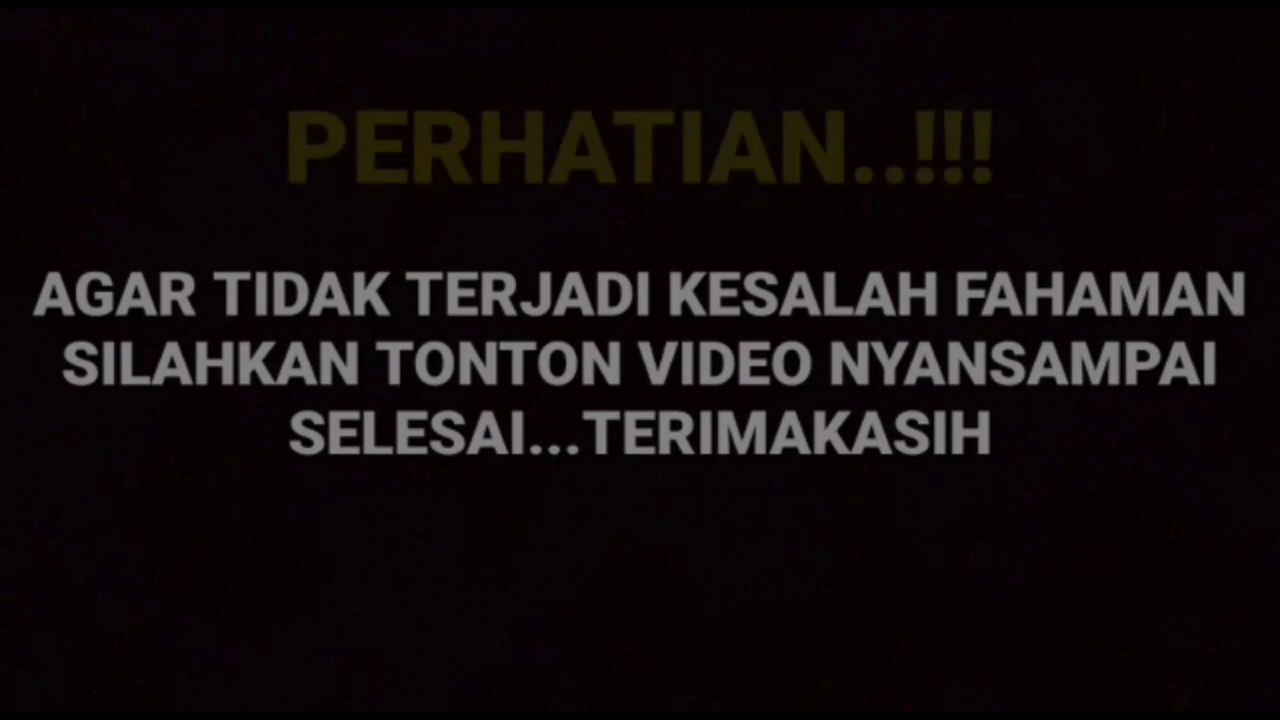 PERHATIAN..!!!
AGAR TIDAK TERJADI KESALAH FAHAMAN
SILAHKAN TONTON VIDEO NYANSAMPAI
SELESAI...TERIMAKASIH